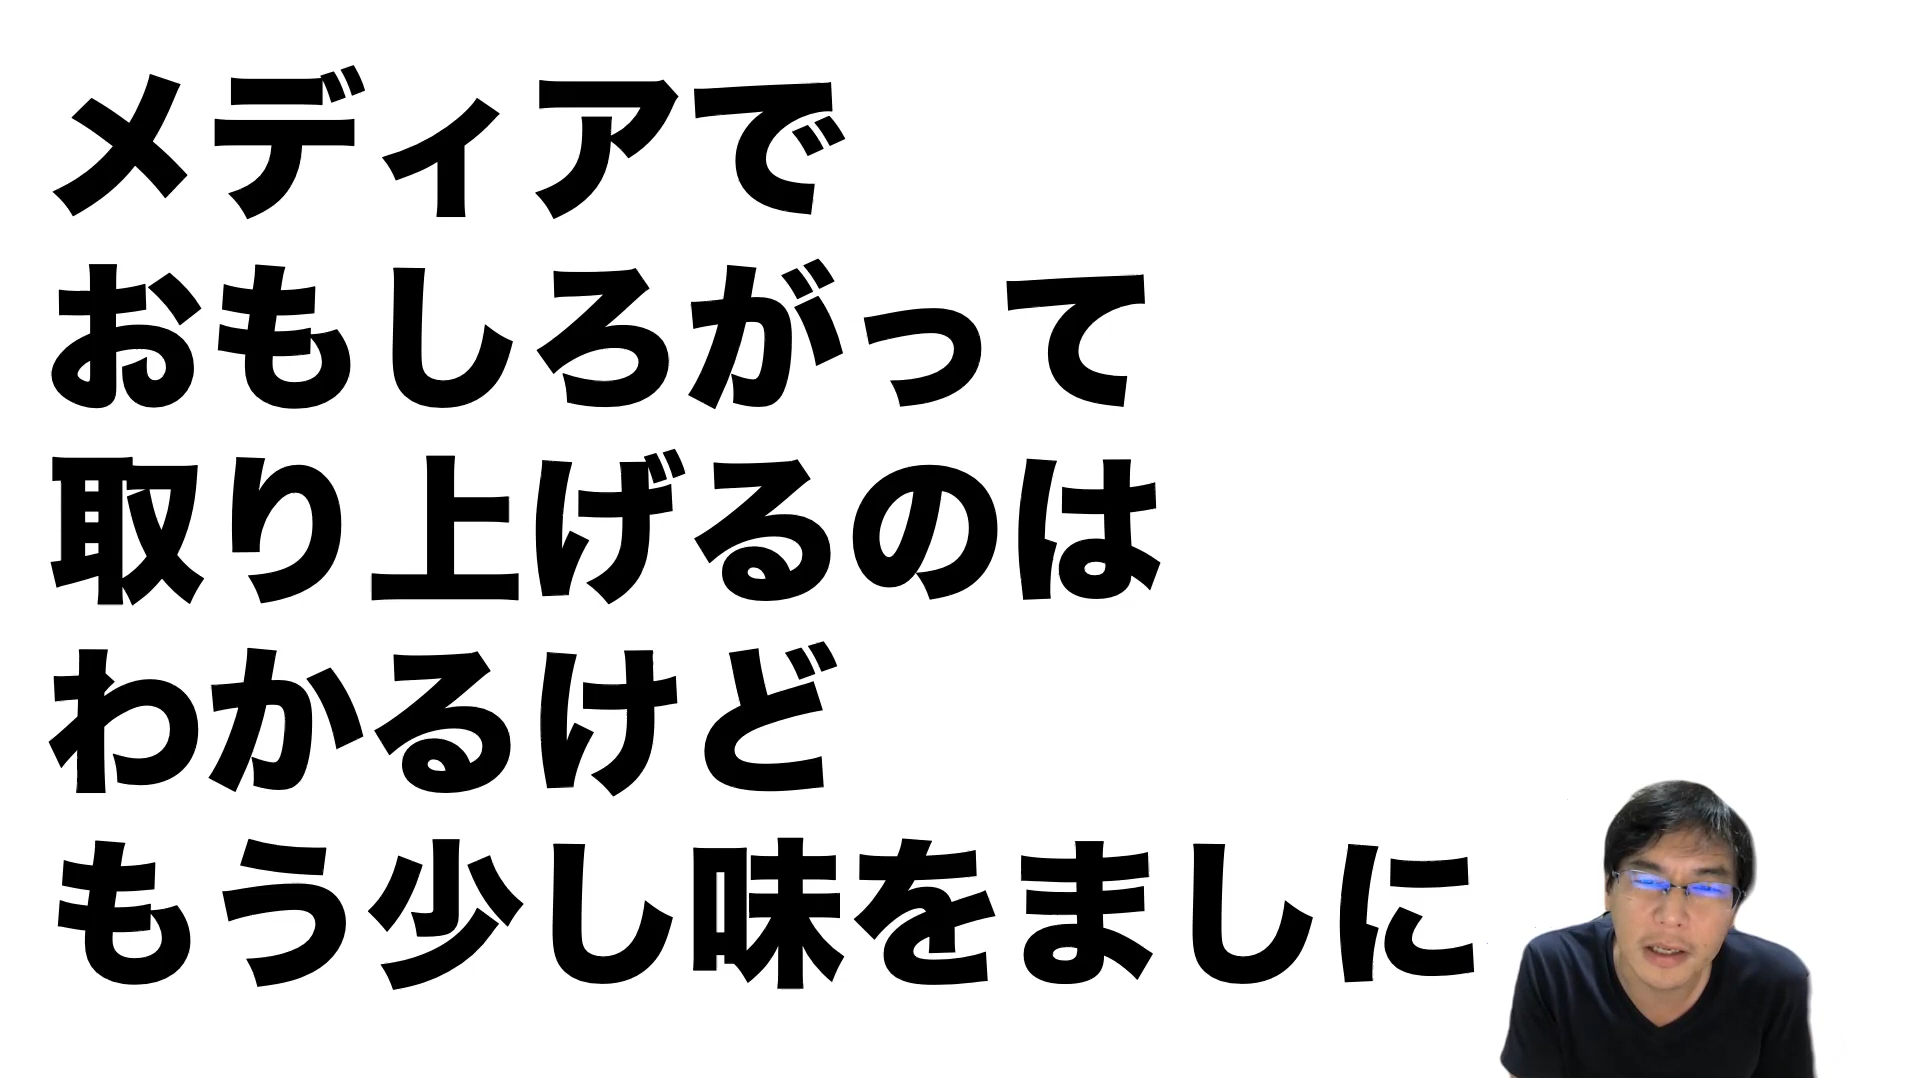 メディアで
おもしろがって
取り上げるのは
わかるけど
もう少し味をましに